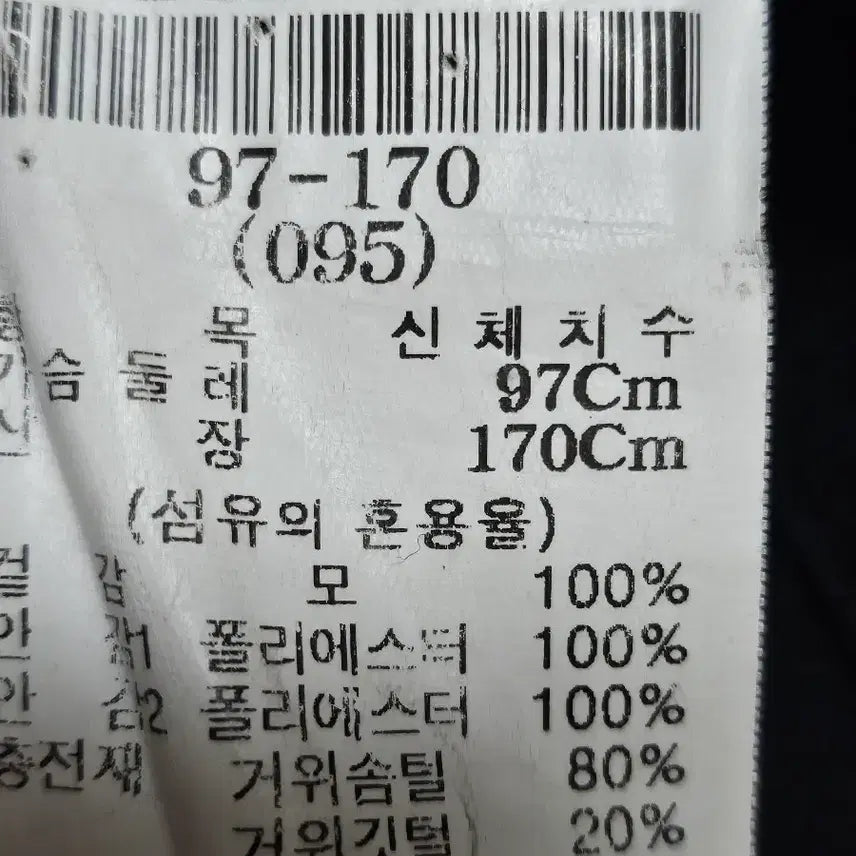 97-170
(095)
목 신체치수
가슴둘레 97Cm
신 장 170Cm
(섬유의 혼용율)
겉 감 모 100%
안 감1 폴리에스터 100%
안 감2 폴리에스터 100%
충전재 거위솜털 80%
거위깃털 20%